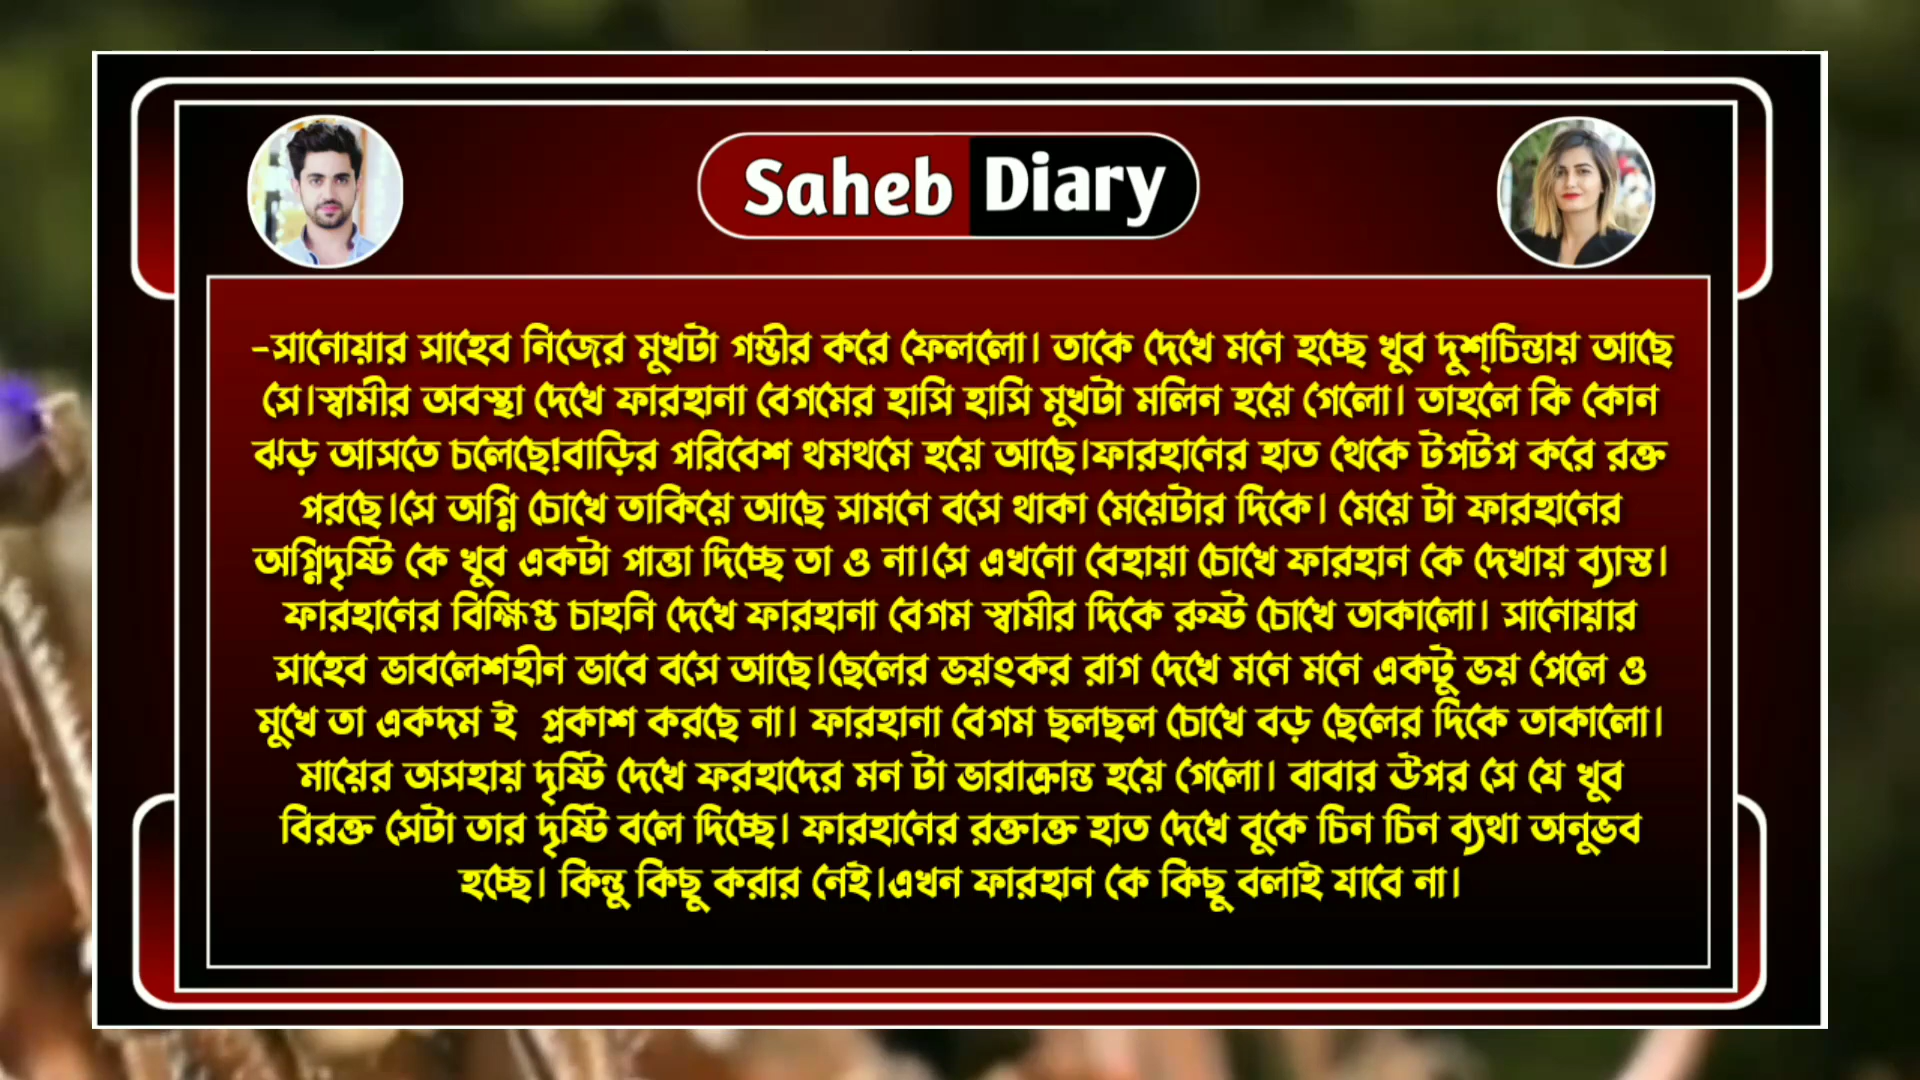 Saheb Diary
-সানোয়ার সাহেব নিজের মুখটা গম্ভীর করে ফেললো। তাকে দেখে মনে হচ্ছে খুব দুশ্চিন্তায় আছে
সে।স্বামীর অবস্থা দেখে ফারহানা বেগমের হাসি হাসি মুখটা মলিন হয়ে গেলো। তাহলে কি কোন
ঝড় আসতে চলেছে!বাড়ির পরিবেশ থমথমে হয়ে আছে।ফারহানের হাত থেকে টপটপ করে রক্ত
পরছে।সে অগ্নি চোখে তাকিয়ে আছে সামনে বসে থাকা মেয়েটার দিকে। মেয়ে টা ফারহানের
অগ্নিদৃষ্টি কে খুব একটা পাত্তা দিচ্ছে তা ও না।সে এখনো বেহায়া চোখে ফারহান কে দেখায় ব্যাস্ত।
ফারহানের বিক্ষিপ্ত চাহনি দেখে ফারহানা বেগম স্বামীর দিকে রুষ্ট চোখে তাকালো। সানোয়ার
সাহেব ভাবলেশহীন ভাবে বসে আছে।ছেলের ভয়ংকর রাগ দেখে মনে মনে একটু ভয় পেলে ও
মুখে তা একদম ই  প্রকাশ করছে না। ফারহানা বেগম ছলছল চোখে বড় ছেলের দিকে তাকালো।
মায়ের অসহায় দৃষ্টি দেখে ফরহাদের মন টা ভারাক্রান্ত হয়ে গেলো। বাবার উপর সে যে খুব
বিরক্ত সেটা তার দৃষ্টি বলে দিচ্ছে। ফারহানের রক্তাক্ত হাত দেখে বুকে চিন চিন ব্যথা অনুভব
হচ্ছে। কিন্তু কিছু করার নেই।এখন ফারহান কে কিছু বলাই যাবে না।